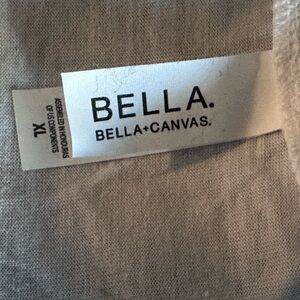 BELLA.
BELLA+CANVAS.
XL
ASSEMBLED IN HONDURAS
OF US COMPONENTS